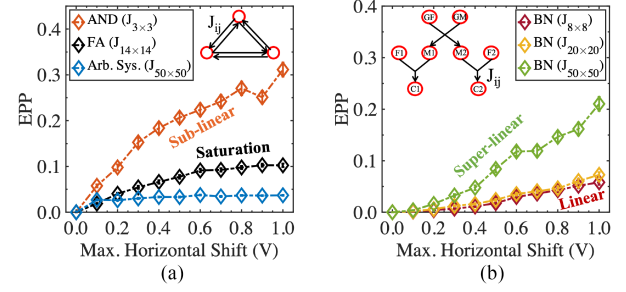 AND (J3×3)
FA (J14×14)
Arb. Sys. (J50×50)
Jij
Sub-linear
Saturation
EPP
0.4
0.3
0.2
0.1
0.0
0.0 0.2 0.4 0.6 0.8 1.0
Max. Horizontal Shift (V)
(a)
GF GM
F1 M1 M2 F2
Jij
C1 C2
BN (J8×8)
BN (J20×20)
BN (J50×50)
Super-linear
Linear
EPP
0.4
0.3
0.2
0.1
0.0
0.0 0.2 0.4 0.6 0.8 1.0
Max. Horizontal Shift (V)
(b)